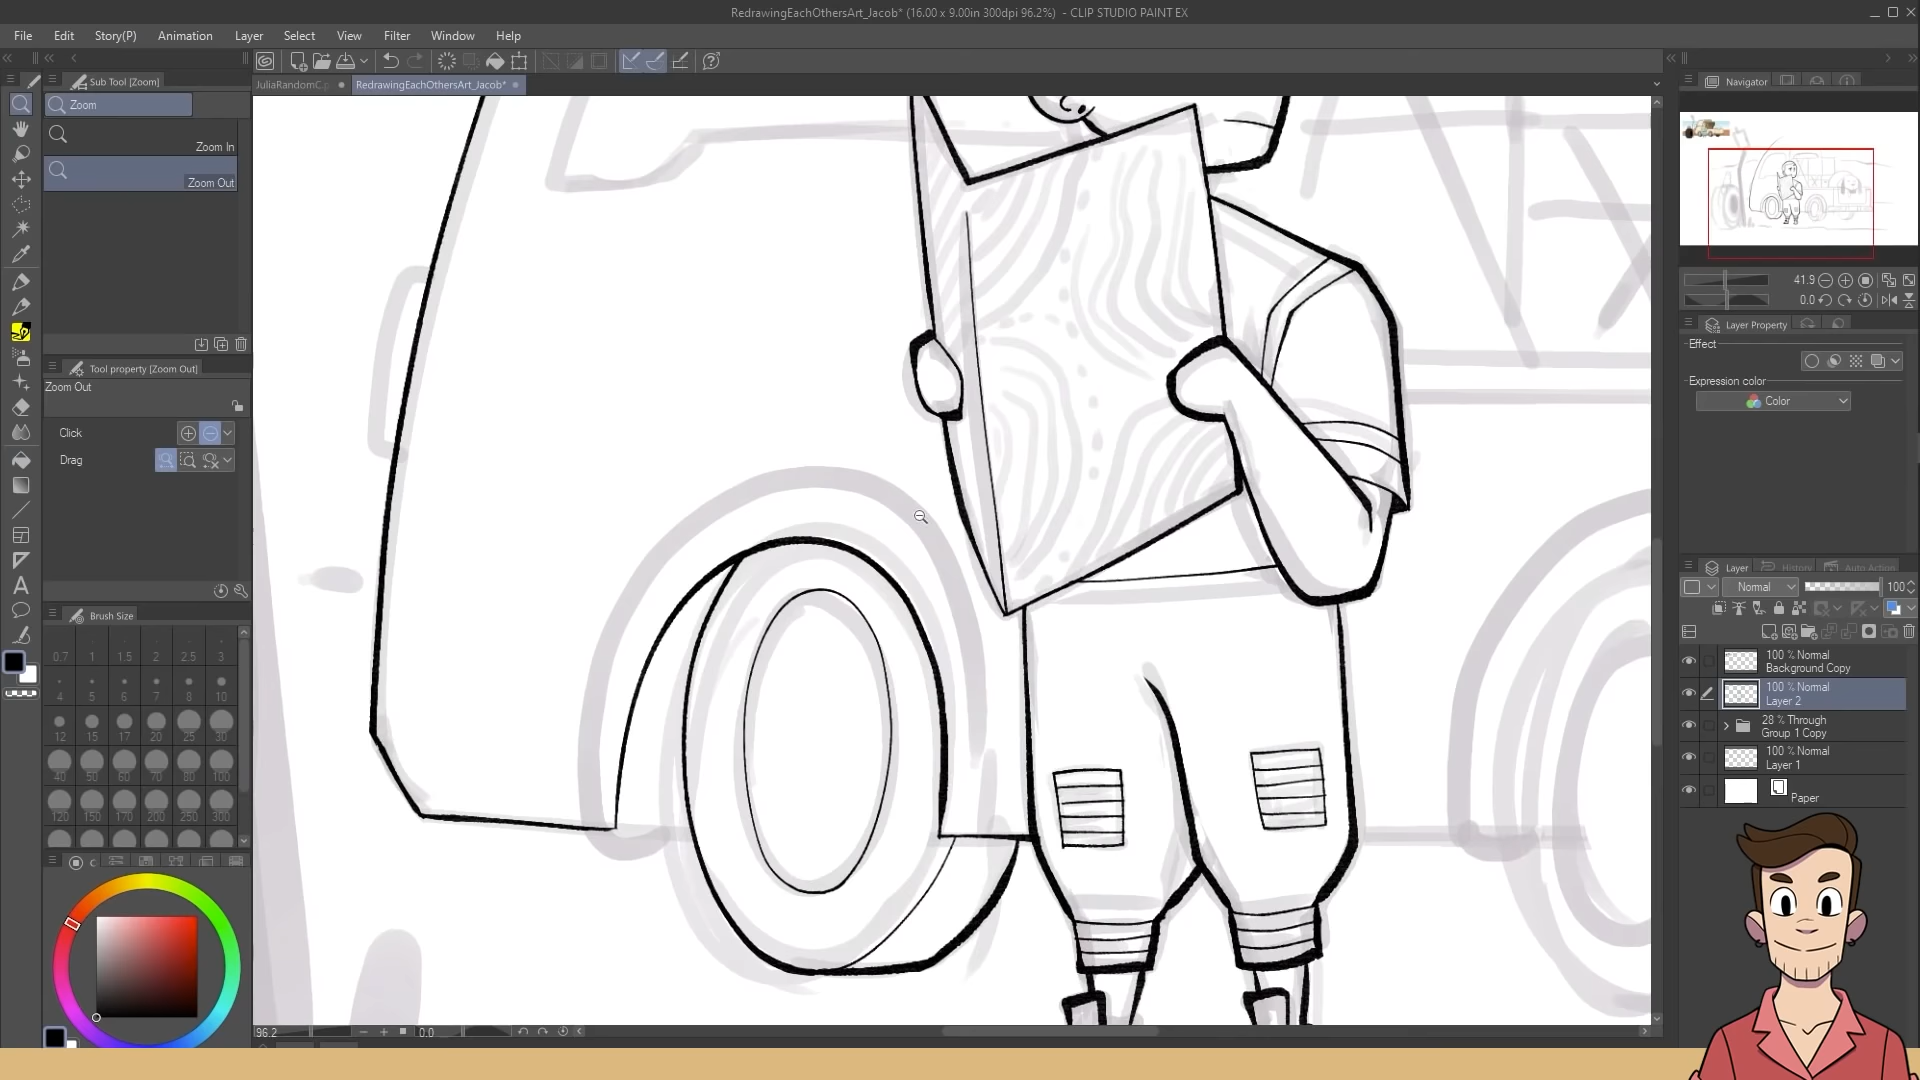 RedrawingEachOthersArt_Jacob* (16.00 x 9.00in 300dpi 96.2%) - CLIP STUDIO PAINT EX
File Edit Story(P) Animation Layer Select View Filter Window Help
Sub Tool [Zoom]
JuliaRandomC.p
RedrawingEachOthersArt_Jacob*
Navigator
Zoom
Zoom In
Zoom Out
41.9
0.0
Layer Property
Effect
Expression color
Color
Tool property [Zoom Out]
Zoom Out
Click
Drag
Brush Size
0.7 1 1.5 2 2.5 3
4 5 6 7 8 10
12 15 17 20 25 30
40 50 60 70 80 100
120 150 170 200 250 300
Layer History Auto Action
Normal 100
100 % Normal
Background Copy
100 % Normal
Layer 2
28 % Through
Group 1 Copy
100 % Normal
Layer 1
Paper
C
96.2 0.0